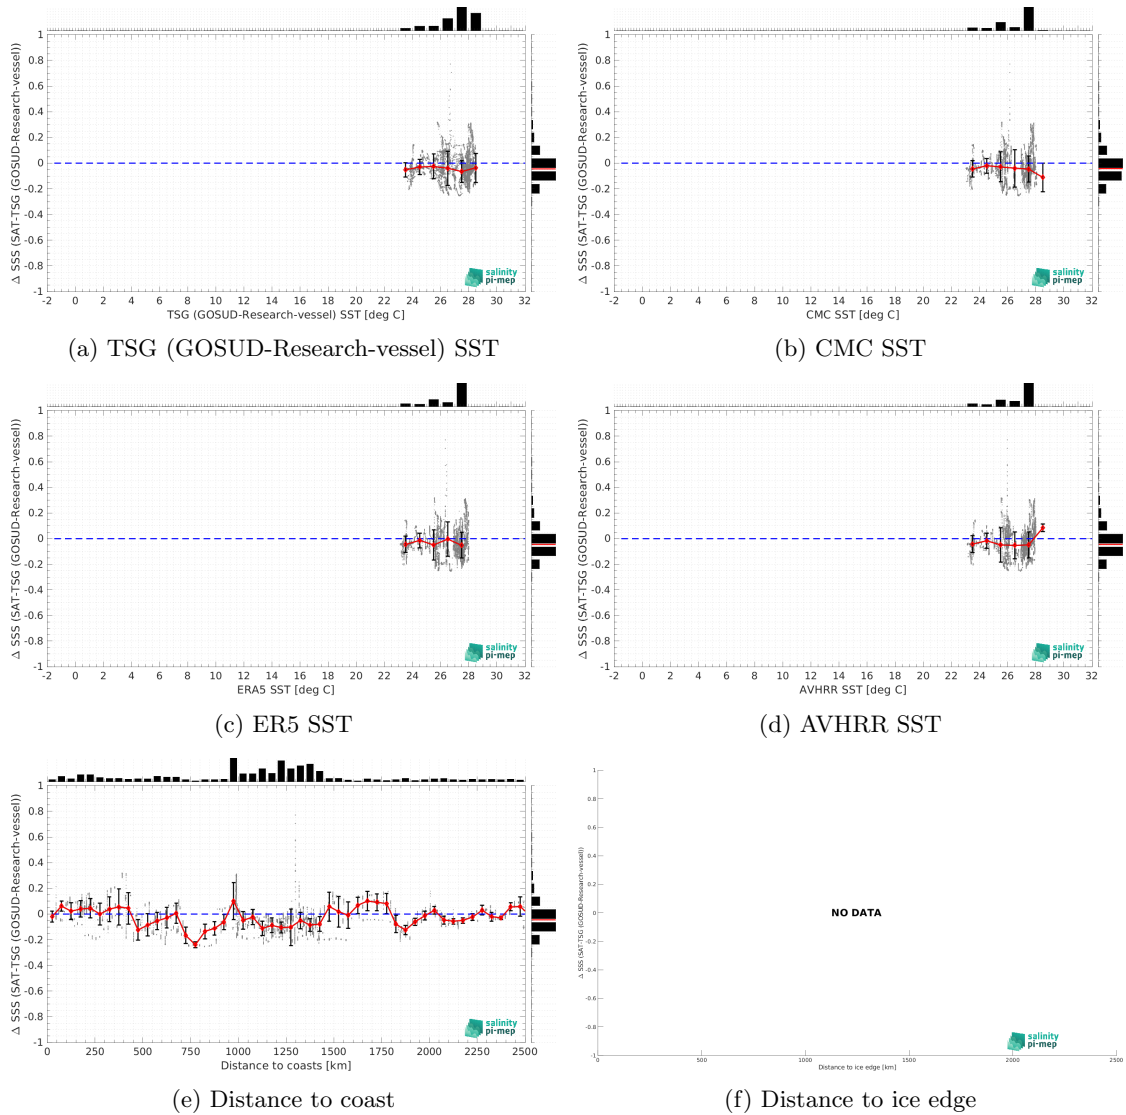 1
0.8
0.6
0.4
0.2
0
-0.2
-0.4
-0.6
-0.8
-1
Δ SSS (SAT-TSG (GOSUD-Research-vessel))
salinity
pi-mep
-2 0 2 4 6 8 10 12 14 16 18 20 22 24 26 28 30 32
TSG (GOSUD-Research-vessel) SST [deg C]
(a) TSG (GOSUD-Research-vessel) SST
1
0.8
0.6
0.4
0.2
0
-0.2
-0.4
-0.6
-0.8
-1
Δ SSS (SAT-TSG (GOSUD-Research-vessel))
salinity
pi-mep
-2 0 2 4 6 8 10 12 14 16 18 20 22 24 26 28 30 32
CMC SST [deg C]
(b) CMC SST
1
0.8
0.6
0.4
0.2
0
-0.2
-0.4
-0.6
-0.8
-1
Δ SSS (SAT-TSG (GOSUD-Research-vessel))
salinity
pi-mep
-2 0 2 4 6 8 10 12 14 16 18 20 22 24 26 28 30 32
ERA5 SST [deg C]
(c) ER5 SST
1
0.8
0.6
0.4
0.2
0
-0.2
-0.4
-0.6
-0.8
-1
Δ SSS (SAT-TSG (GOSUD-Research-vessel))
salinity
pi-mep
-2 0 2 4 6 8 10 12 14 16 18 20 22 24 26 28 30 32
AVHRR SST [deg C]
(d) AVHRR SST
1
0.8
0.6
0.4
0.2
0
-0.2
-0.4
-0.6
-0.8
-1
Δ SSS (SAT-TSG (GOSUD-Research-vessel))
salinity
pi-mep
0 250 500 750 1000 1250 1500 1750 2000 2250 2500
Distance to coasts [km]
(e) Distance to coast
1
0.8
0.6
0.4
0.2
0
-0.2
-0.4
-0.6
-0.8
-1
Δ SSS (SAT-TSG (GOSUD-Research-vessel))
NO DATA
salinity
pi-mep
0 500 1000 1500 2000 2500
Distance to ice edge [km]
(f) Distance to ice edge